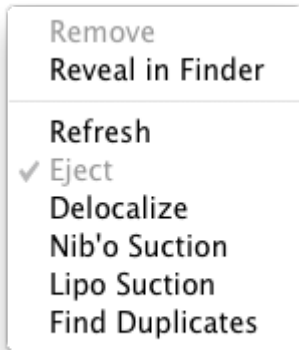 Remove
Reveal in Finder
Refresh
✓ Eject
Delocalize
Nib'o Suction
Lipo Suction
Find Duplicates